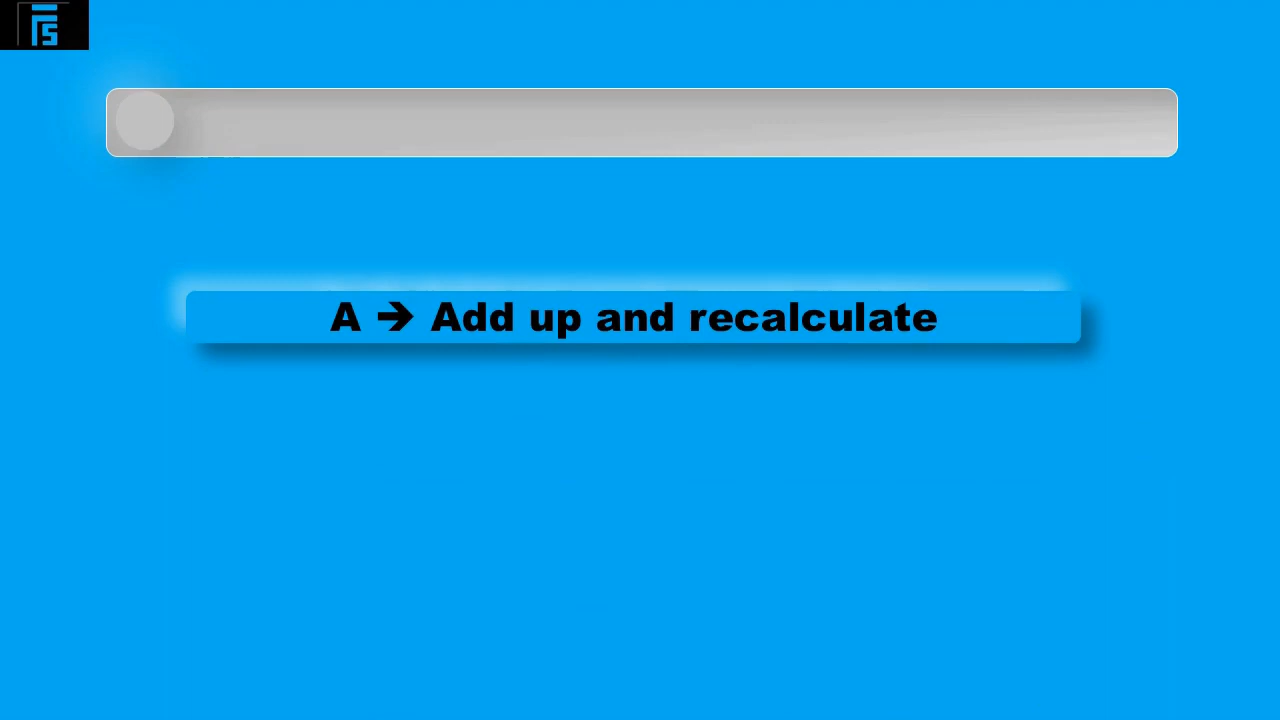 A ➔ Add up and recalculate